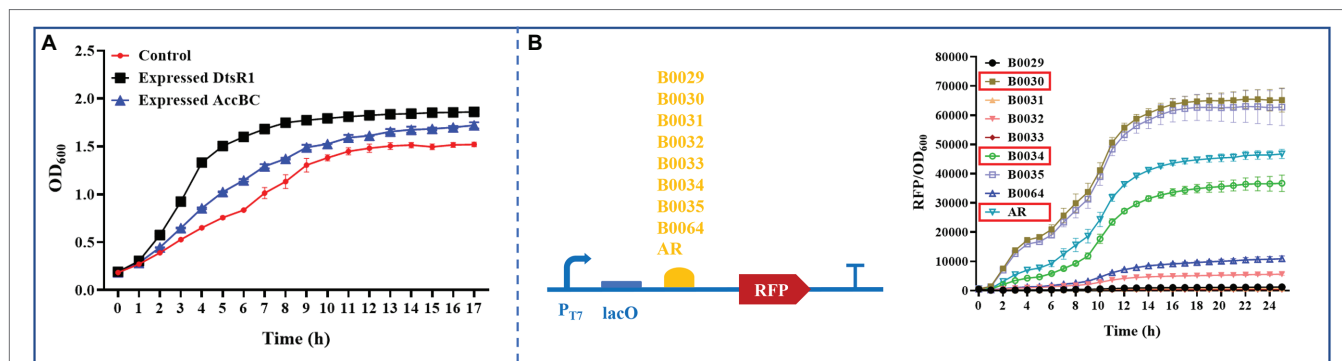 A
2.5
2.0
1.5
1.0
0.5
0.0
OD600
Control
Expressed DtsR1
Expressed AccBC
0 1 2 3 4 5 6 7 8 9 10 11 12 13 14 15 16 17
Time (h)
B
B0029
B0030
B0031
B0032
B0033
B0034
B0035
B0064
AR
PT7
lacO
RFP
80000
70000
60000
50000
40000
30000
20000
10000
0
RFP/OD600
B0029
B0030
B0031
B0032
B0033
B0034
B0035
B0064
AR
0 2 4 6 8 10 12 14 16 18 20 22 24
Time (h)